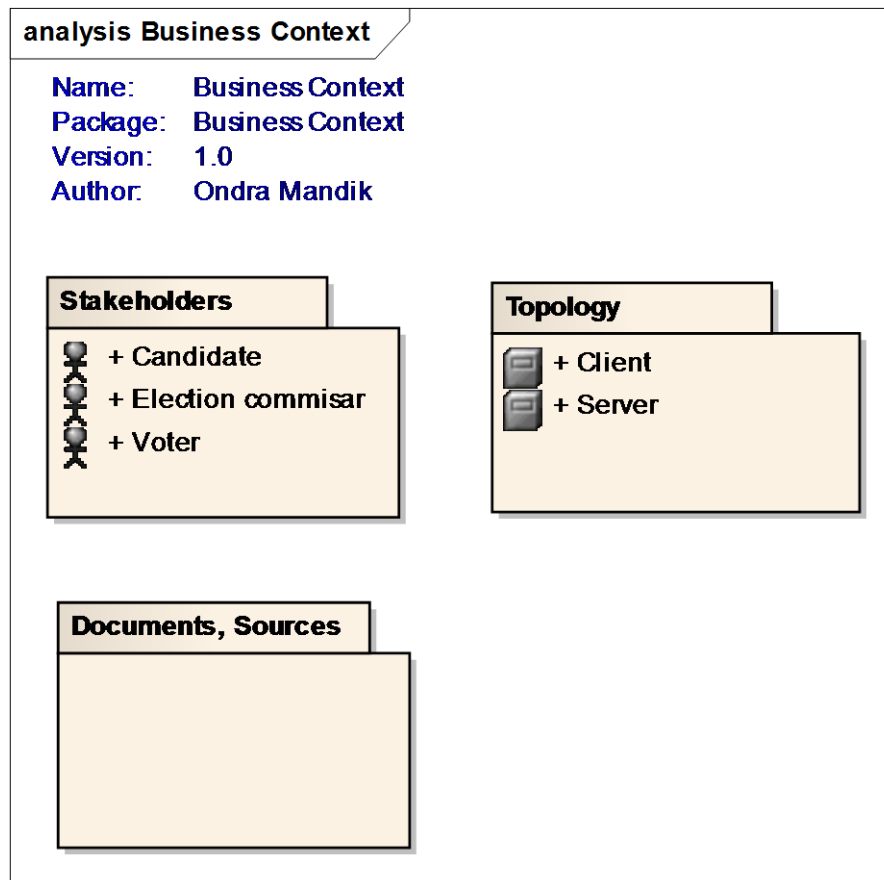 analysis Business Context
Name: Business Context
Package: Business Context
Version: 1.0
Author: Ondra Mandik
Stakeholders
+ Candidate
+ Election commisar
+ Voter
Topology
+ Client
+ Server
Documents, Sources